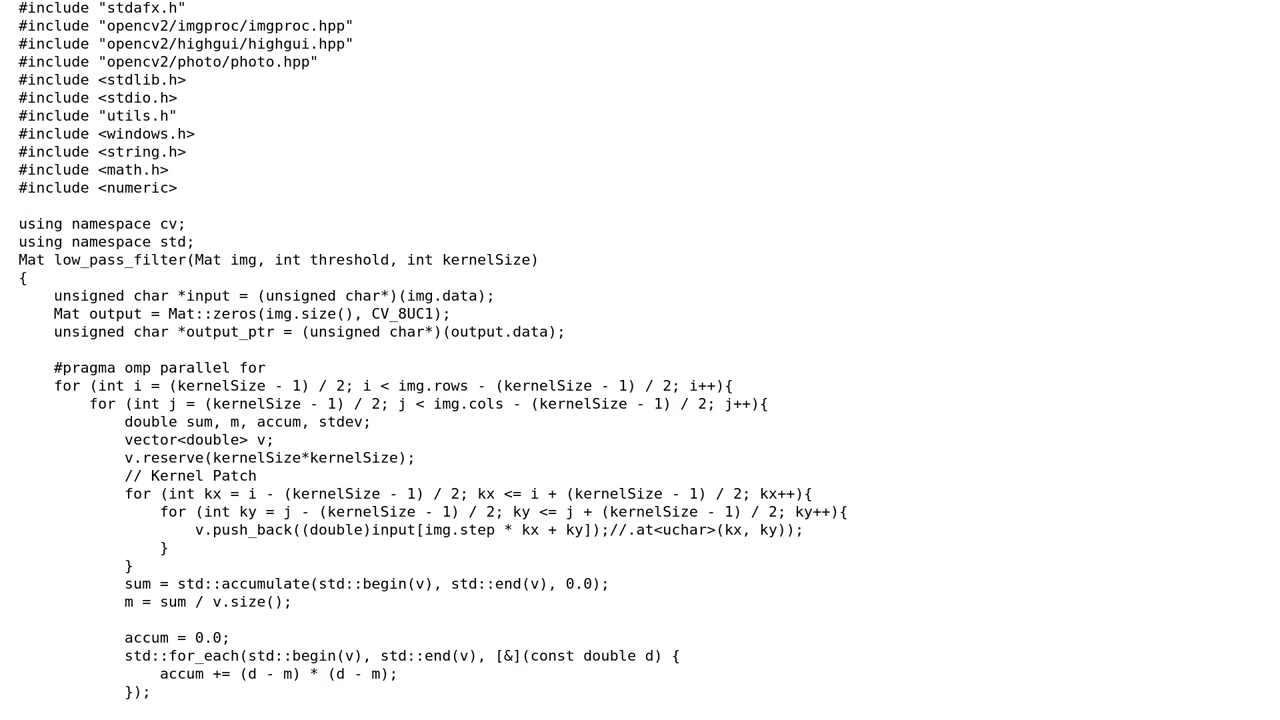 #include "stdafx.h"
#include "opencv2/imgproc/imgproc.hpp"
#include "opencv2/highgui/highgui.hpp"
#include "opencv2/photo/photo.hpp"
#include <stdlib.h>
#include <stdio.h>
#include "utils.h"
#include <windows.h>
#include <string.h>
#include <math.h>
#include <numeric>

using namespace cv;
using namespace std;
Mat low_pass_filter(Mat img, int threshold, int kernelSize)
{
    unsigned char *input = (unsigned char*)(img.data);
    Mat output = Mat::zeros(img.size(), CV_8UC1);
    unsigned char *output_ptr = (unsigned char*)(output.data);

    #pragma omp parallel for
    for (int i = (kernelSize - 1) / 2; i < img.rows - (kernelSize - 1) / 2; i++){
        for (int j = (kernelSize - 1) / 2; j < img.cols - (kernelSize - 1) / 2; j++){
            double sum, m, accum, stdev;
            vector<double> v;
            v.reserve(kernelSize*kernelSize);
            // Kernel Patch
            for (int kx = i - (kernelSize - 1) / 2; kx <= i + (kernelSize - 1) / 2; kx++){
                for (int ky = j - (kernelSize - 1) / 2; ky <= j + (kernelSize - 1) / 2; ky++){
                    v.push_back((double)input[img.step * kx + ky]);//.at<uchar>(kx, ky));
                }
            }
            sum = std::accumulate(std::begin(v), std::end(v), 0.0);
            m = sum / v.size();

            accum = 0.0;
            std::for_each(std::begin(v), std::end(v), [&](const double d) {
                accum += (d - m) * (d - m);
            });